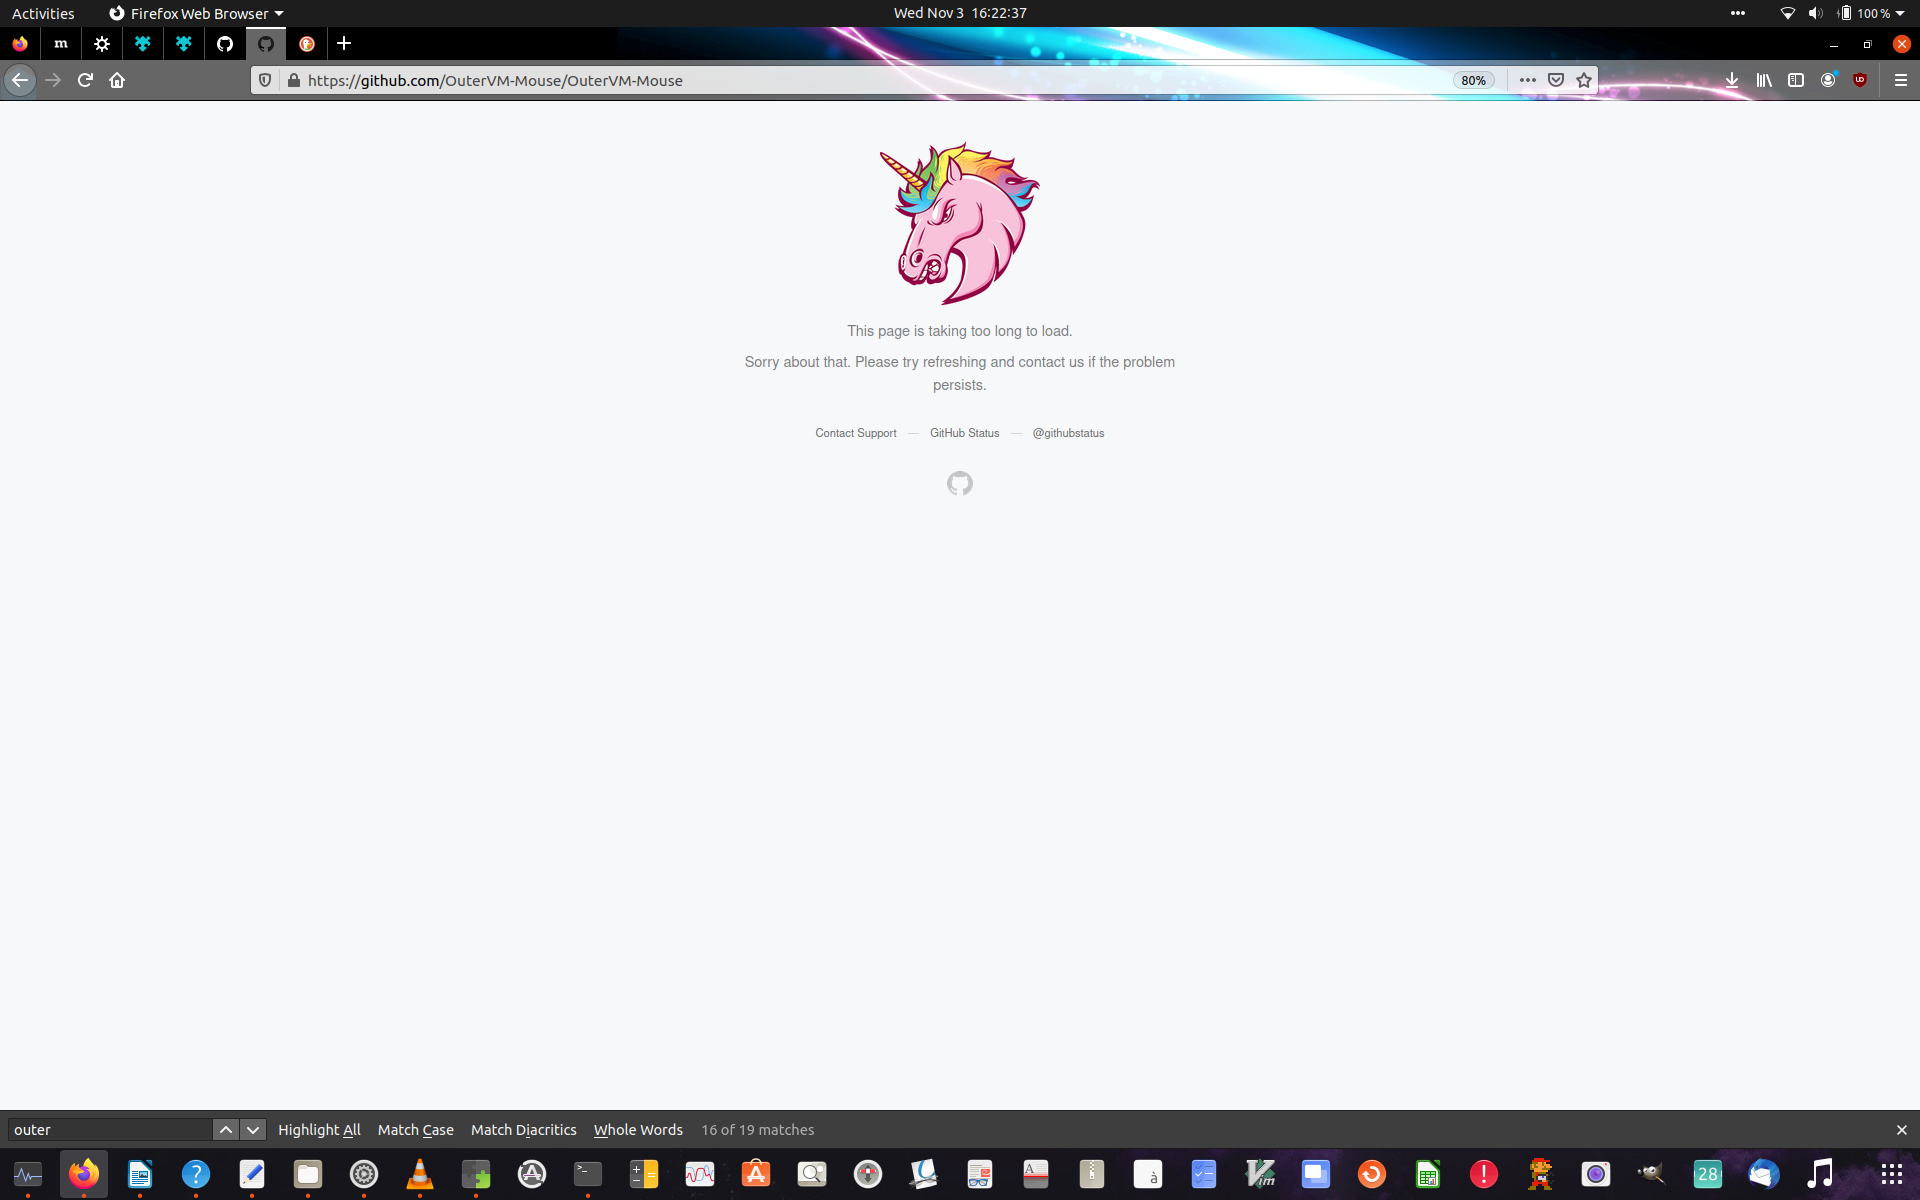 Activities
Firefox Web Browser
Wed Nov 3 16:22:37
100 %
m
https://github.com/OuterVM-Mouse/OuterVM-Mouse
80%
This page is taking too long to load.
Sorry about that. Please try refreshing and contact us if the problem
persists.
Contact Support — GitHub Status — @githubstatus
outer
Highlight All
Match Case
Match Diacritics
Whole Words
16 of 19 matches
?
>_
A
à
Vim
!
28